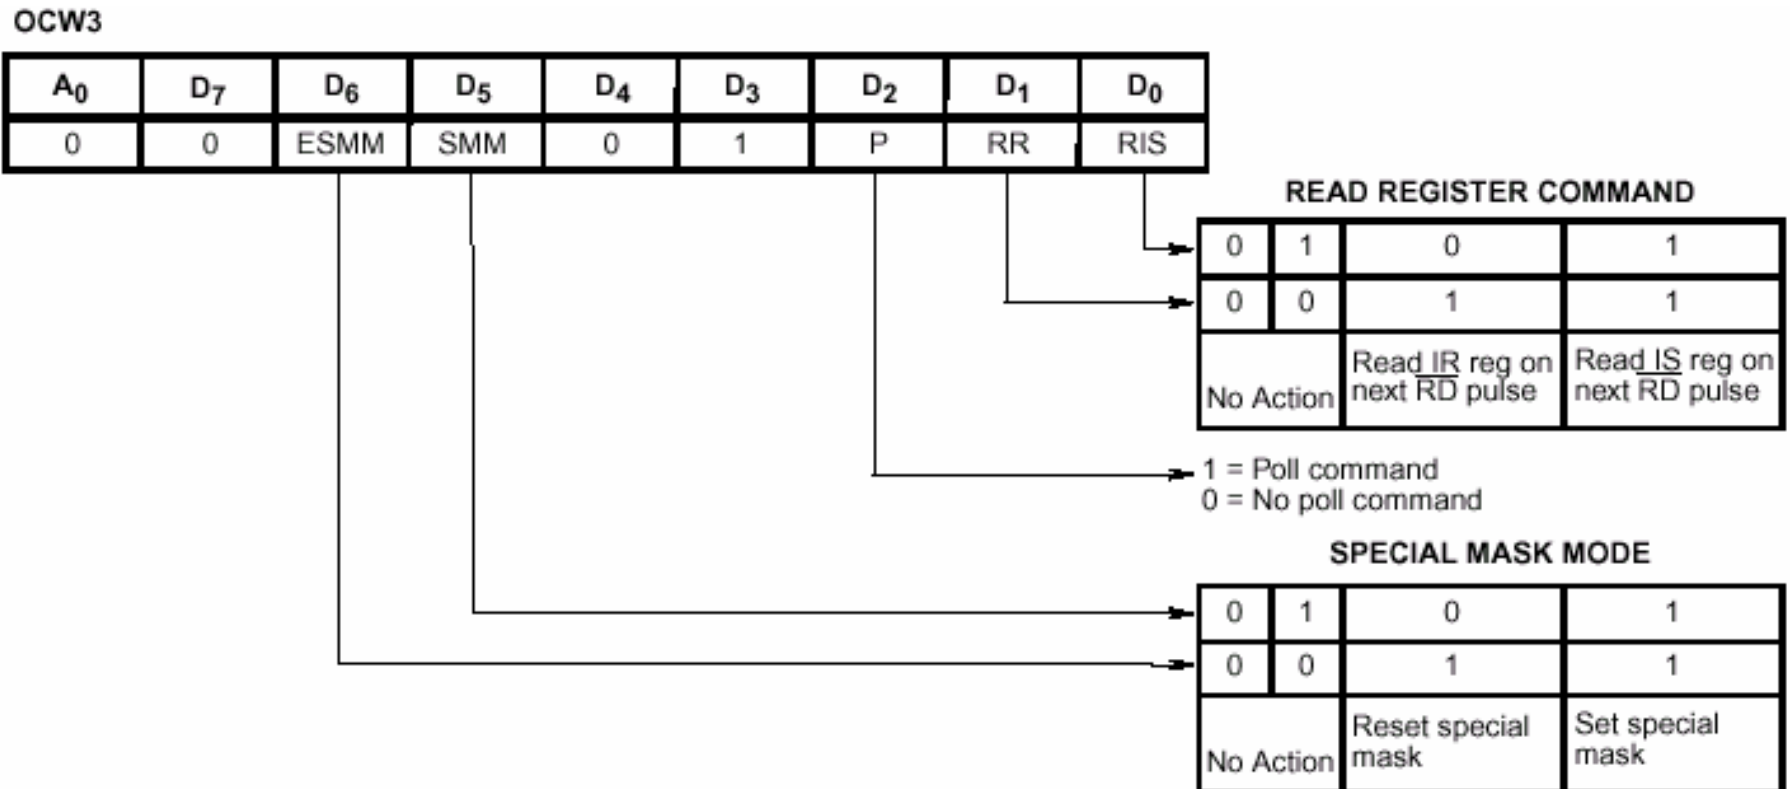 OCW3
A0 D7 D6 D5 D4 D3 D2 D1 D0
0 0 ESMM SMM 0 1 P RR RIS
READ REGISTER COMMAND
0 1 0 1
0 0 1 1
No Action
Read IR reg on
next RD pulse
Read IS reg on
next RD pulse
1 = Poll command
0 = No poll command
SPECIAL MASK MODE
0 1 0 1
0 0 1 1
No Action
Reset special
mask
Set special
mask